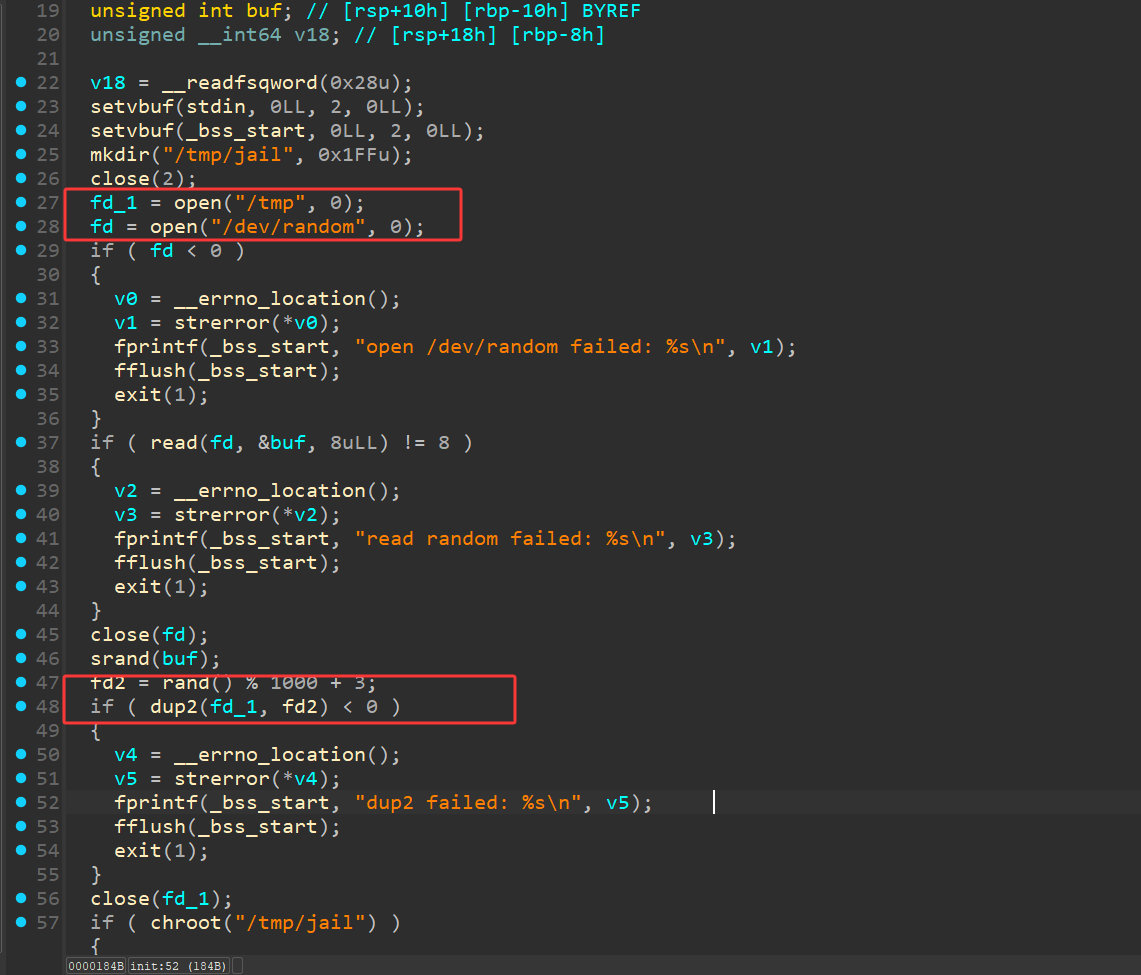 19 unsigned int buf; // [rsp+10h] [rbp-10h] BYREF
20 unsigned __int64 v18; // [rsp+18h] [rbp-8h]
21
22 v18 = __readfsqword(0x28u);
23 setvbuf(stdin, 0LL, 2, 0LL);
24 setvbuf(_bss_start, 0LL, 2, 0LL);
25 mkdir("/tmp/jail", 0x1FFu);
26 close(2);
27 fd_1 = open("/tmp", 0);
28 fd = open("/dev/random", 0);
29 if ( fd < 0 )
30 {
31 v0 = __errno_location();
32 v1 = strerror(*v0);
33 fprintf(_bss_start, "open /dev/random failed: %s\n", v1);
34 fflush(_bss_start);
35 exit(1);
36 }
37 if ( read(fd, &buf, 8uLL) != 8 )
38 {
39 v2 = __errno_location();
40 v3 = strerror(*v2);
41 fprintf(_bss_start, "read random failed: %s\n", v3);
42 fflush(_bss_start);
43 exit(1);
44 }
45 close(fd);
46 srand(buf);
47 fd2 = rand() % 1000 + 3;
48 if ( dup2(fd_1, fd2) < 0 )
49 {
50 v4 = __errno_location();
51 v5 = strerror(*v4);
52 fprintf(_bss_start, "dup2 failed: %s\n", v5);
53 fflush(_bss_start);
54 exit(1);
55 }
56 close(fd_1);
57 if ( chroot("/tmp/jail") )
{
0000184B init:52 (184B)